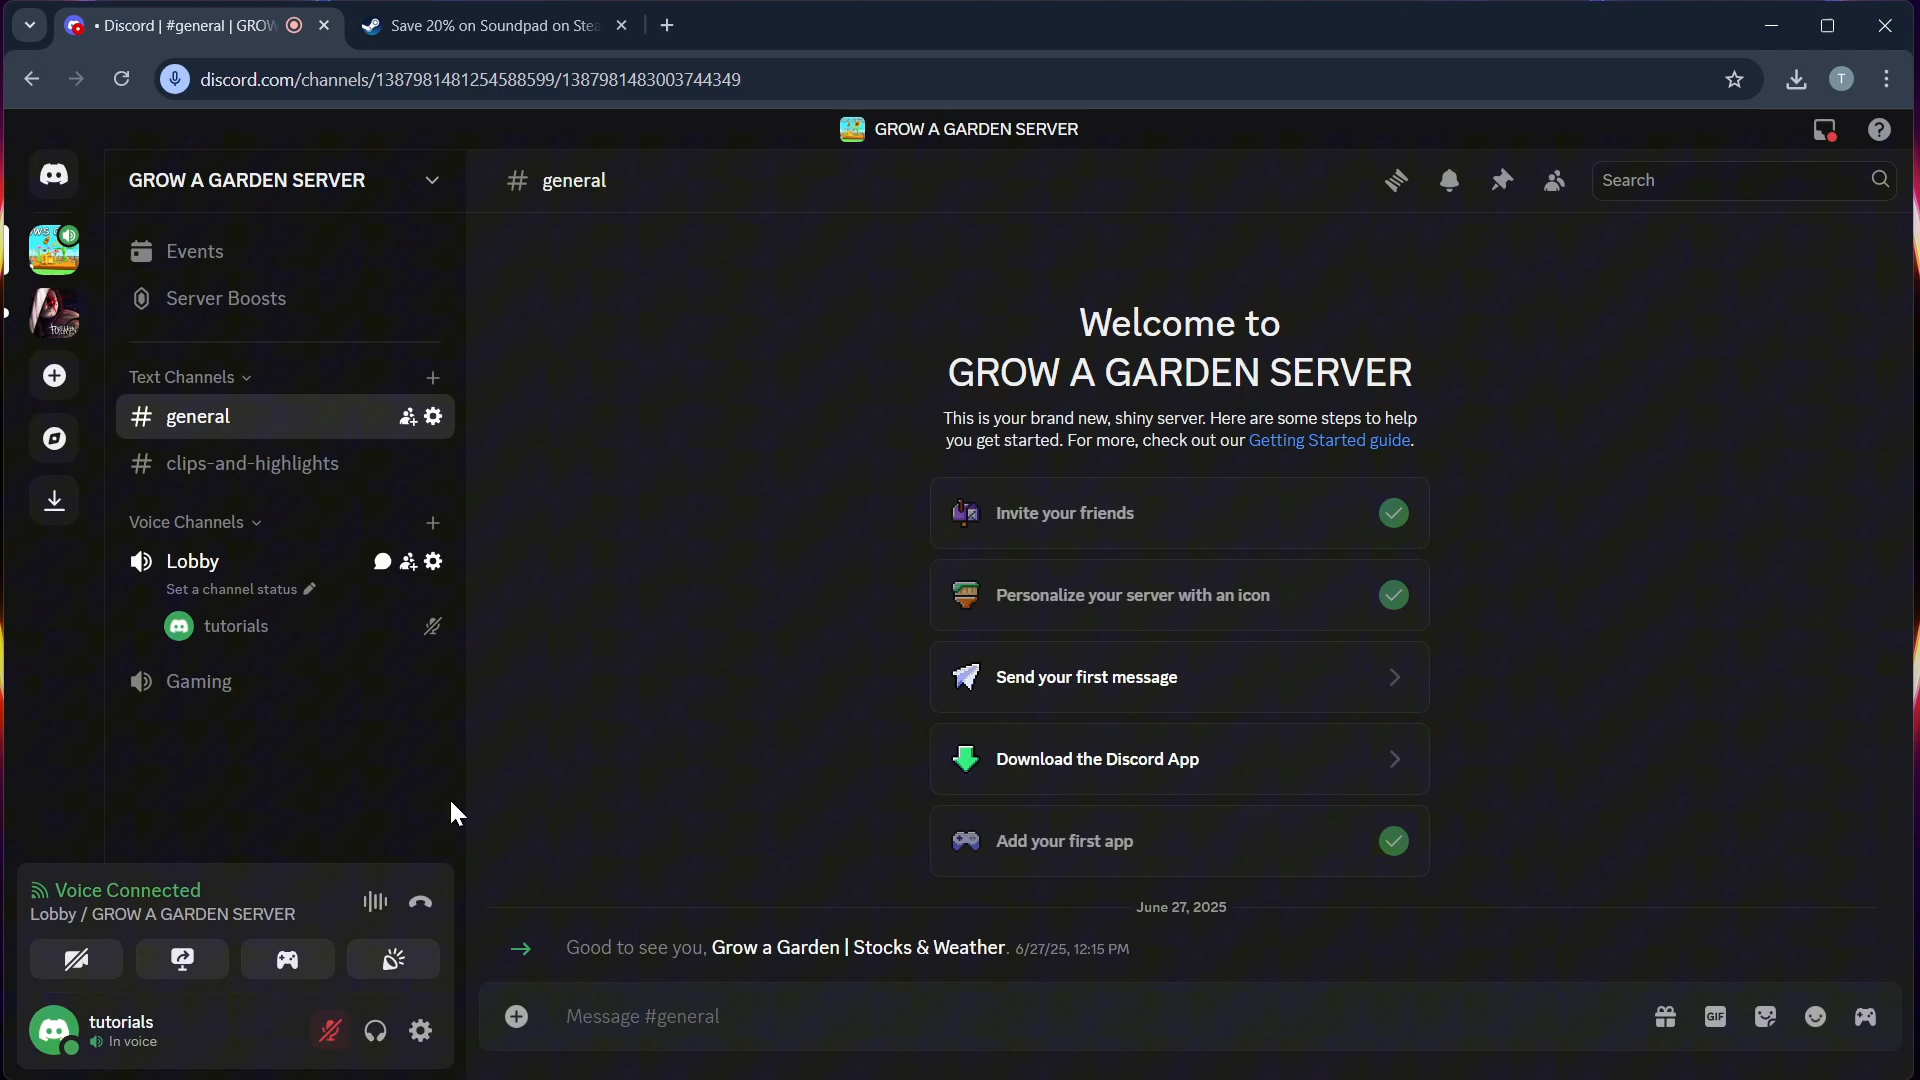 • Discord | #general | GROW
Save 20% on Soundpad on Stea
discord.com/channels/1387981481254588599/1387981483003744349
T
GROW A GARDEN SERVER
GROW A GARDEN SERVER
general
Search
Events
Server Boosts
Text Channels
general
clips-and-highlights
Voice Channels
Lobby
Set a channel status
tutorials
Gaming
Welcome to
GROW A GARDEN SERVER
This is your brand new, shiny server. Here are some steps to help
you get started. For more, check out our Getting Started guide.
Invite your friends
Personalize your server with an icon
Send your first message
Download the Discord App
Add your first app
June 27, 2025
Good to see you, Grow a Garden | Stocks & Weather. 6/27/25, 12:15 PM
Voice Connected
Lobby / GROW A GARDEN SERVER
tutorials
In voice
Message #general
GIF